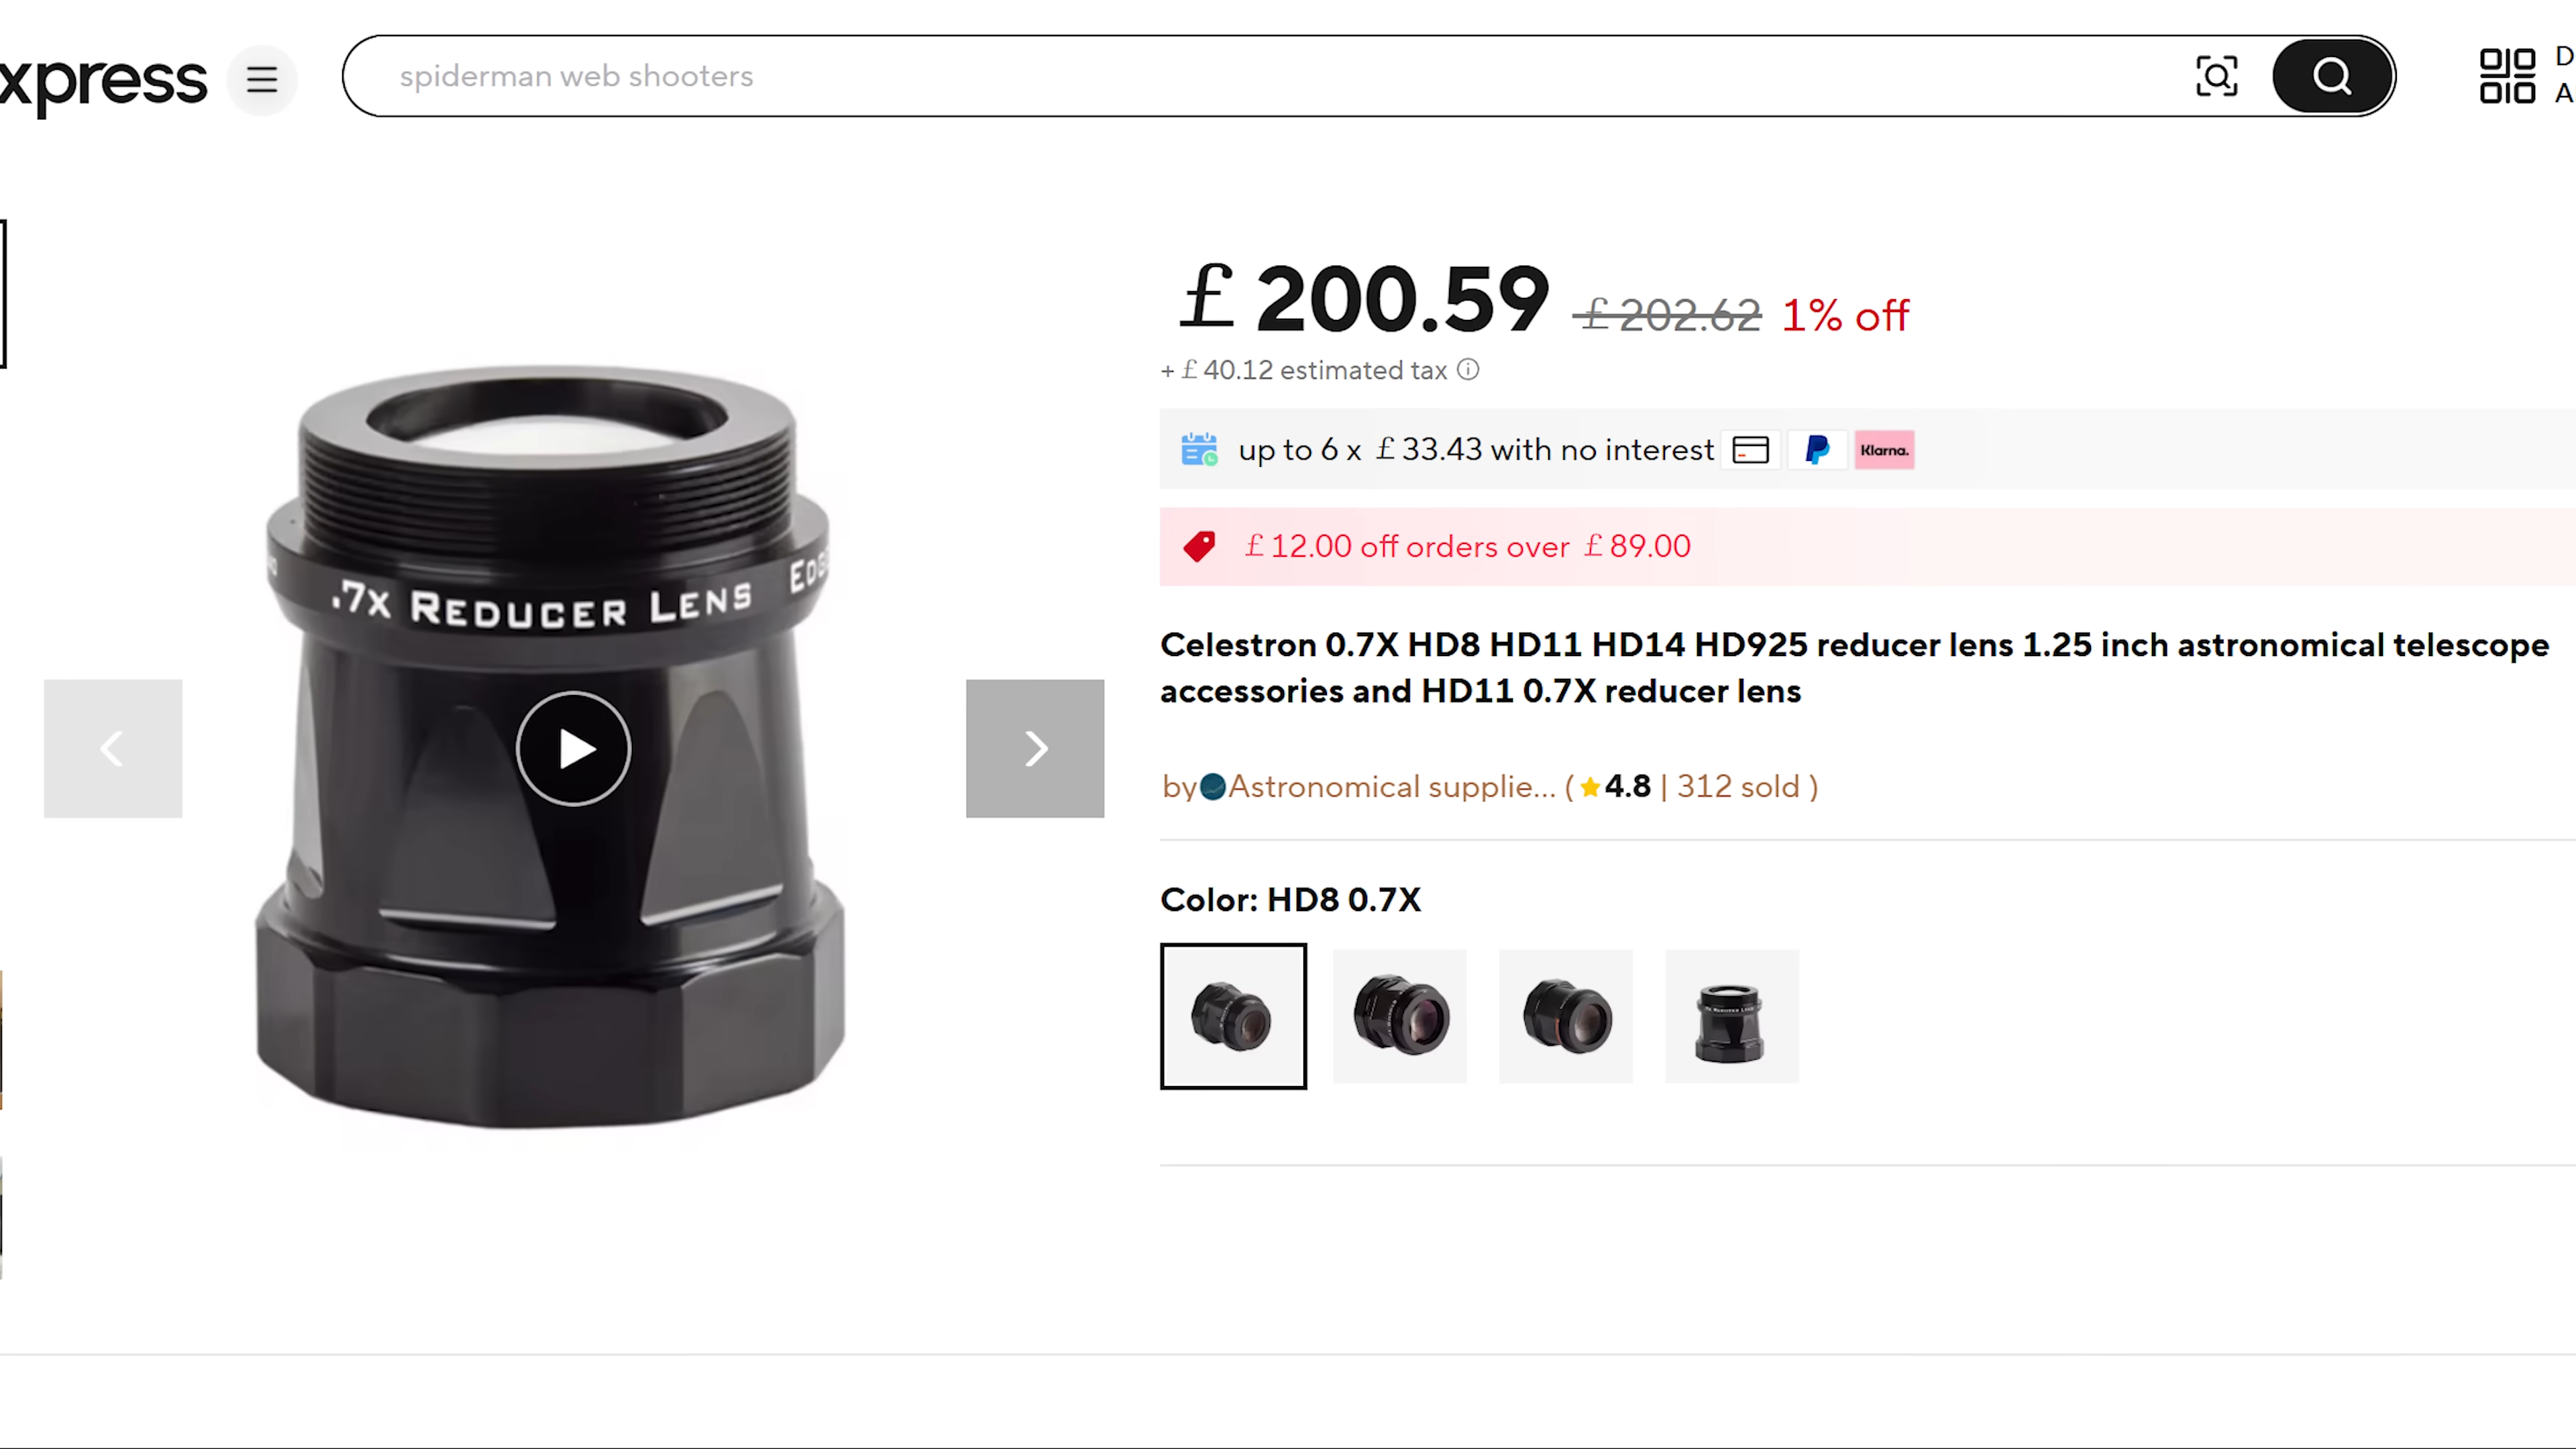 xpress
spiderman web shooters
D
A
£200.59 £202.62 1% off
+ £40.12 estimated tax
up to 6 x £33.43 with no interest
Klarna.
£12.00 off orders over £89.00
.7x Reducer Lens Edg
Celestron 0.7X HD8 HD11 HD14 HD925 reducer lens 1.25 inch astronomical telescope
accessories and HD11 0.7X reducer lens
by Astronomical supplie... ( 4.8 | 312 sold )
Color: HD8 0.7X